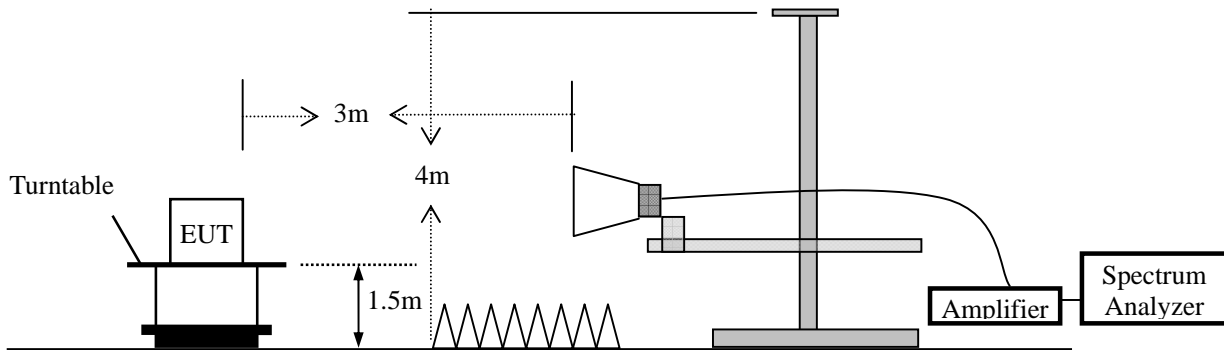 3m
4m
Turntable
EUT
1.5m
Amplifier
Spectrum
Analyzer